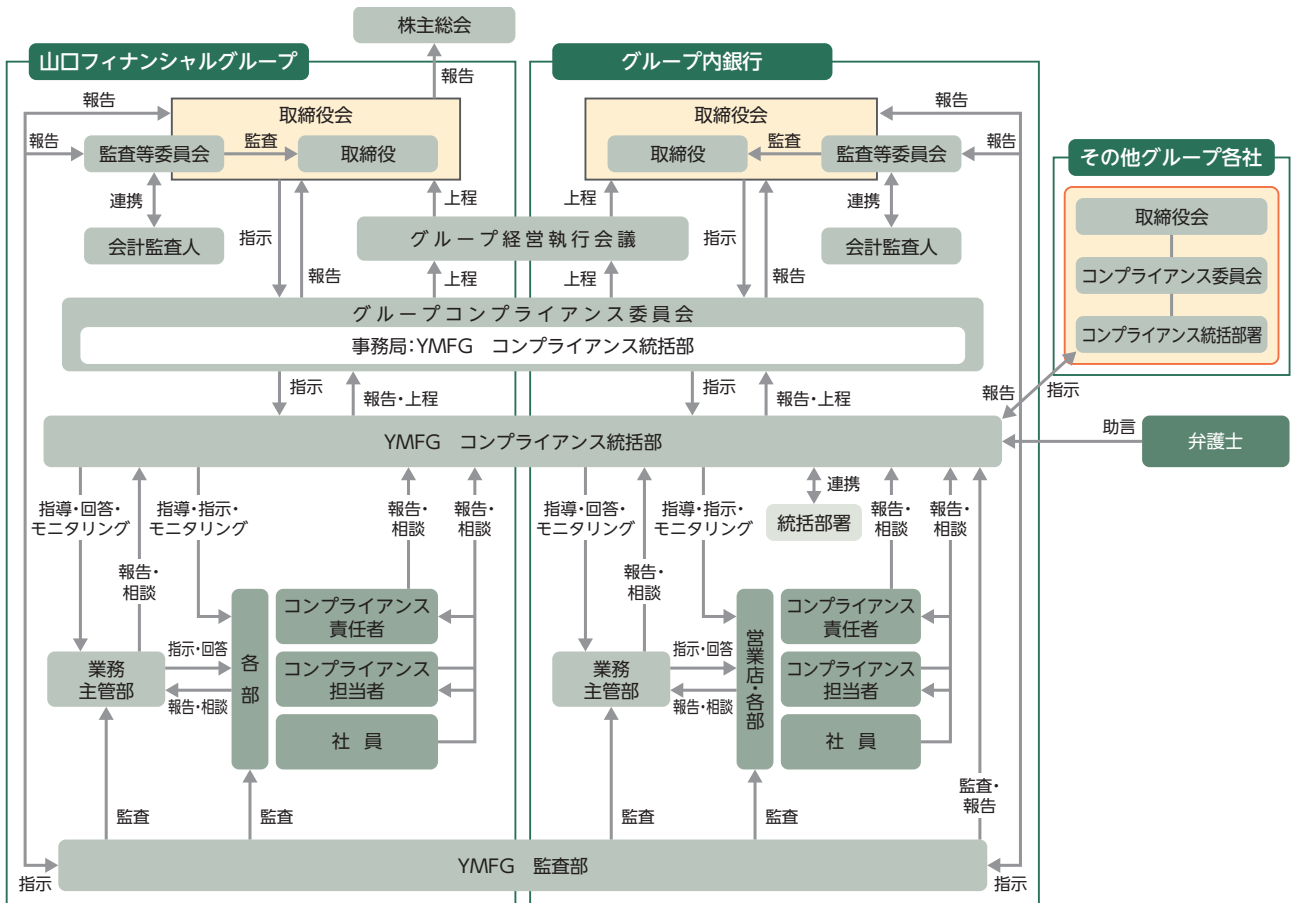 株主総会
山口フィナンシャルグループ
グループ内銀行
報告
報告
取締役会
報告
監査等委員会
監査
取締役
連携
会計監査人
指示
報告
上程
取締役会
報告
取締役
監査
監査等委員会
報告
上程
連携
会計監査人
指示
報告
グループ経営執行会議
上程
上程
その他グループ各社
取締役会
コンプライアンス委員会
コンプライアンス統括部署
グループコンプライアンス委員会
事務局:YMFG コンプライアンス統括部
指示
報告・上程
指示
報告・上程
報告
指示
YMFG コンプライアンス統括部
助言
弁護士
指導・回答・
モニタリング
指導・指示・
モニタリング
報告・
相談
報告・
相談
報告・
相談
指導・回答・
モニタリング
指導・指示・
モニタリング
連携
統括部署
報告・
相談
報告・
相談
報告・
相談
業務
主管部
指示・回答
報告・相談
各部
コンプライアンス
責任者
コンプライアンス
担当者
社員
業務
主管部
指示・回答
報告・相談
営業店・各部
コンプライアンス
責任者
コンプライアンス
担当者
社員
監査
監査
監査
監査
監査・
報告
YMFG 監査部
指示
指示